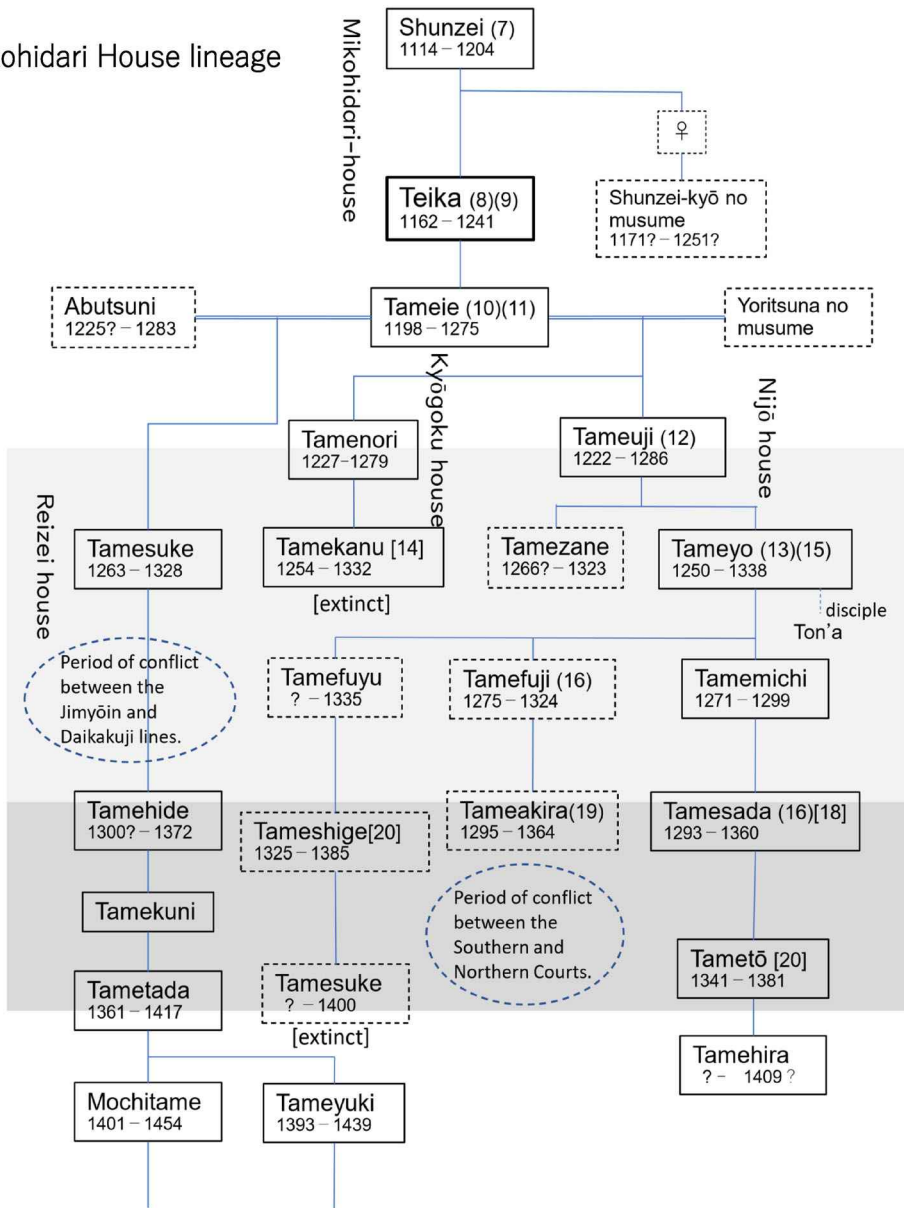 ohidari House lineage
Mikohidari-house
Shunzei (7)
1114 – 1204
♀
Teika (8)(9)
1162 – 1241
Shunzei-kyō no
musume
1171? – 1251?
Abutsuni
1225? – 1283
Tameie (10)(11)
1198 – 1275
Yoritsuna no
musume
Kyōgoku house
Nijō house
Tamenori
1227–1279
Tameuji (12)
1222 – 1286
Reizei house
Tamesuke
1263 – 1328
Tamekanu [14]
1254 – 1332
[extinct]
Tamezane
1266? – 1323
Tameyo (13)(15)
1250 – 1338
disciple
Ton'a
Period of conflict
between the
Jimyōin and
Daikakuji lines.
Tamefuyu
? – 1335
Tamefuji (16)
1275 – 1324
Tamemichi
1271 – 1299
Tamehide
1300? – 1372
Tameshige[20]
1325 – 1385
Tameakira(19)
1295 – 1364
Tamesada (16)[18]
1293 – 1360
Tamekuni
Period of conflict
between the
Southern and
Northern Courts.
Tametada
1361 – 1417
Tamesuke
? – 1400
[extinct]
Tametō [20]
1341 – 1381
Tamehira
? – 1409 ?
Mochitame
1401 – 1454
Tameyuki
1393 – 1439